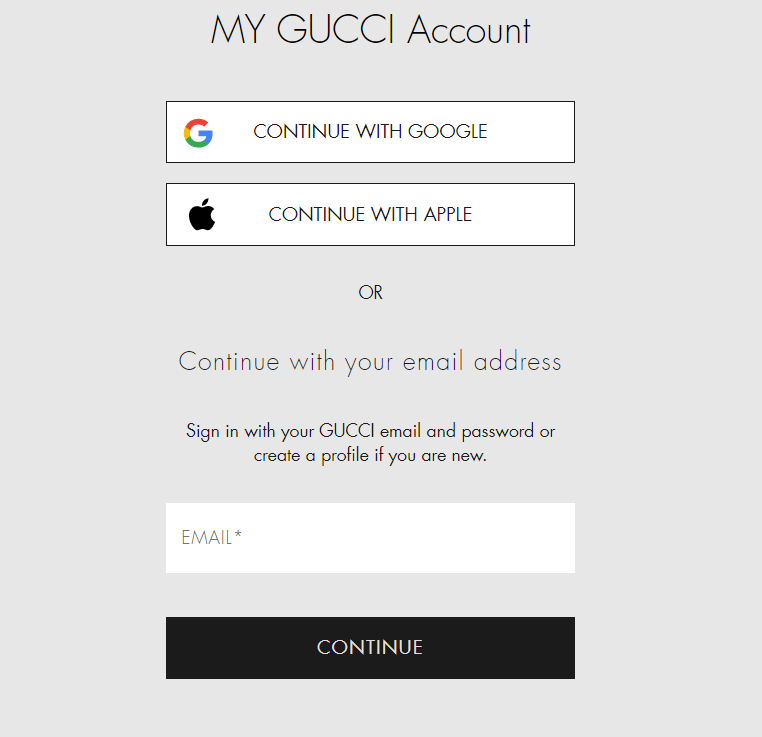 MY GUCCI Account
CONTINUE WITH GOOGLE
CONTINUE WITH APPLE
OR
Continue with your email address
Sign in with your GUCCI email and password or
create a profile if you are new.
EMAIL*
CONTINUE